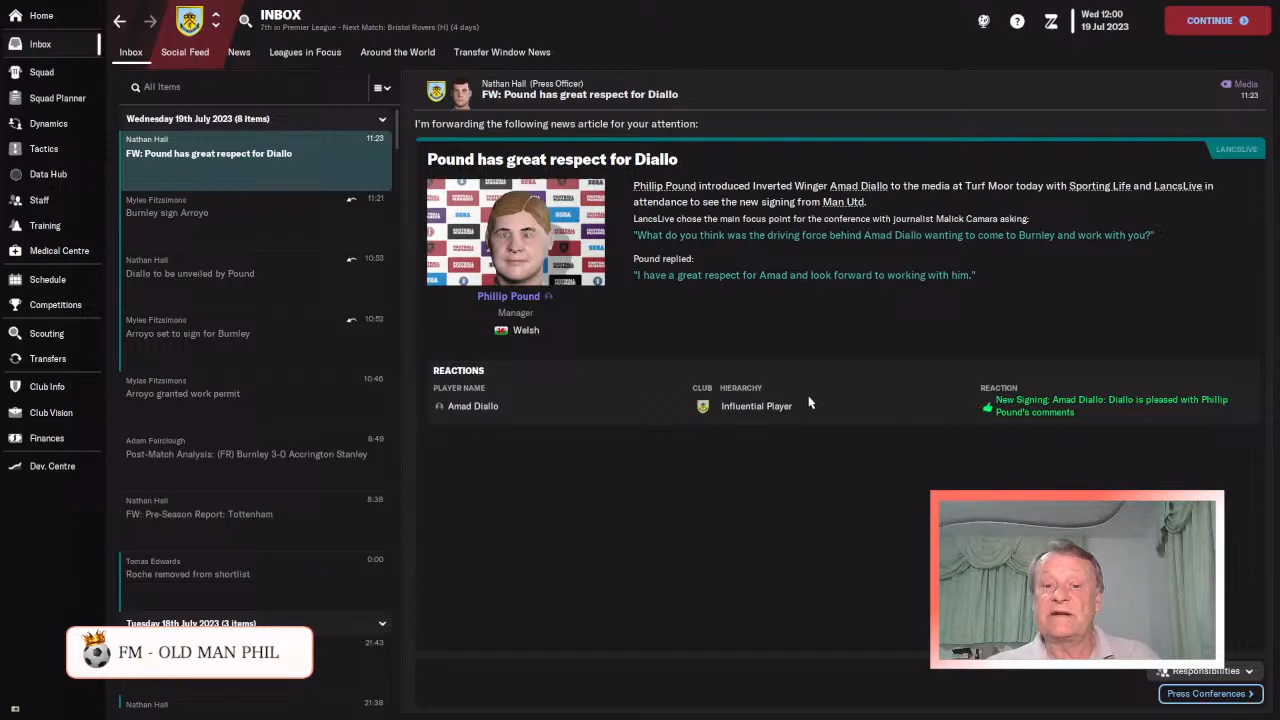 Home
Inbox
Squad
Squad Planner
Dynamics
Tactics
Data Hub
Staff
Training
Medical Centre
Schedule
Competitions
Scouting
Transfers
Club Info
Club Vision
Finances
Dev. Centre
INBOX
7th in Premier League - Next Match: Bristol Rovers (H) (4 days)
Wed 12:00
19 Jul 2023
CONTINUE
Inbox Social Feed News Leagues in Focus Around the World Transfer Window News
All Items
Wednesday 19th July 2023 (8 items)
Nathan Hall 11:23
FW: Pound has great respect for Diallo
Myles Fitzsimons 11:21
Burnley sign Arroyo
Nathan Hall 10:53
Diallo to be unveiled by Pound
Myles Fitzsimons 10:52
Arroyo set to sign for Burnley
Myles Fitzsimons 10:46
Arroyo granted work permit
Adam Fairclough 8:49
Post-Match Analysis: (FR) Burnley 3-0 Accrington Stanley
Nathan Hall 8:38
FW: Pre-Season Report: Tottenham
Tomas Edwards 0:00
Roche removed from shortlist
Tuesday 18th July 2023 (3 items)
21:43
Nathan Hall 21:38
Nathan Hall (Press Officer)
FW: Pound has great respect for Diallo
Media
11:23
I'm forwarding the following news article for your attention:
LANCSLIVE
Pound has great respect for Diallo
Phillip Pound introduced Inverted Winger Amad Diallo to the media at Turf Moor today with Sporting Life, LancsLive in
attendance to see the new signing from Man Utd.
LancsLive chose the main focus point for the conference with journalist Malick Camara asking:
"What do you think was the driving force behind Amad Diallo wanting to come to Burnley and work with you?"
Pound replied:
"I have a great respect for Amad and look forward to working with him."
Phillip Pound
Manager
Welsh
REACTIONS
PLAYER NAME CLUB HIERARCHY REACTION
Amad Diallo Influential Player New Signing: Amad Diallo: Diallo is pleased with Phillip
Pound's comments
FM - OLD MAN PHIL
Responsibilities
Press Conferences